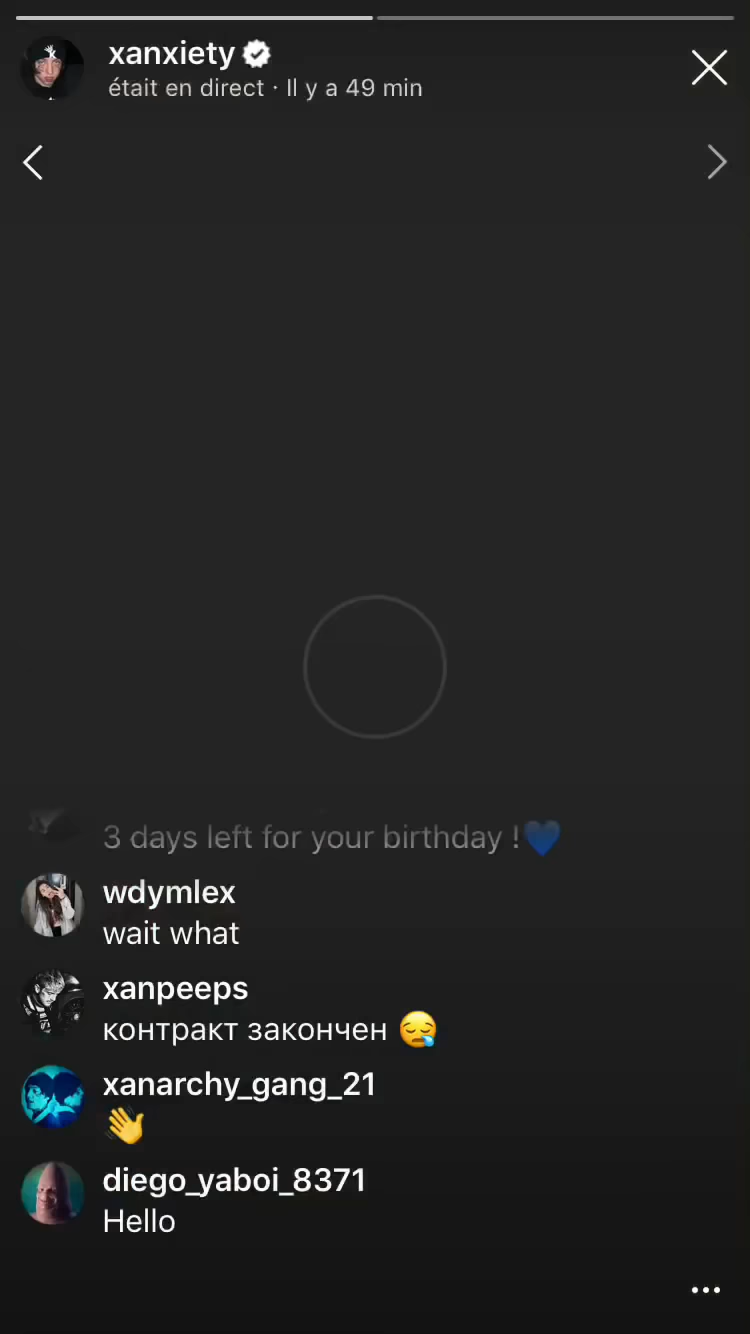 xanxiety
était en direct · Il y a 49 min
3 days left for your birthday !💙
wdymlex
wait what
xanpeeps
контракт закончен 😪
xanarchy_gang_21
👋
diego_yaboi_8371
Hello